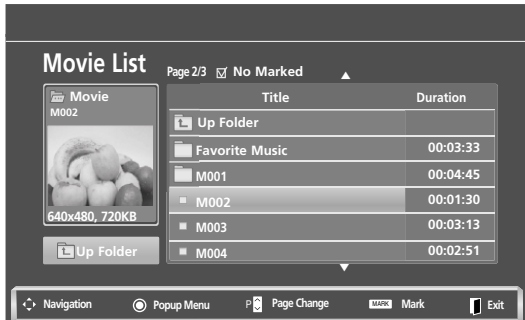 Movie List
Page 2/3 No Marked
Movie
M002
640x480, 720KB
Up Folder
Title Duration
Up Folder
Favorite Music 00:03:33
M001 00:04:45
M002 00:01:30
M003 00:03:13
M004 00:02:51
Navigation Popup Menu P Page Change MARK Mark Exit